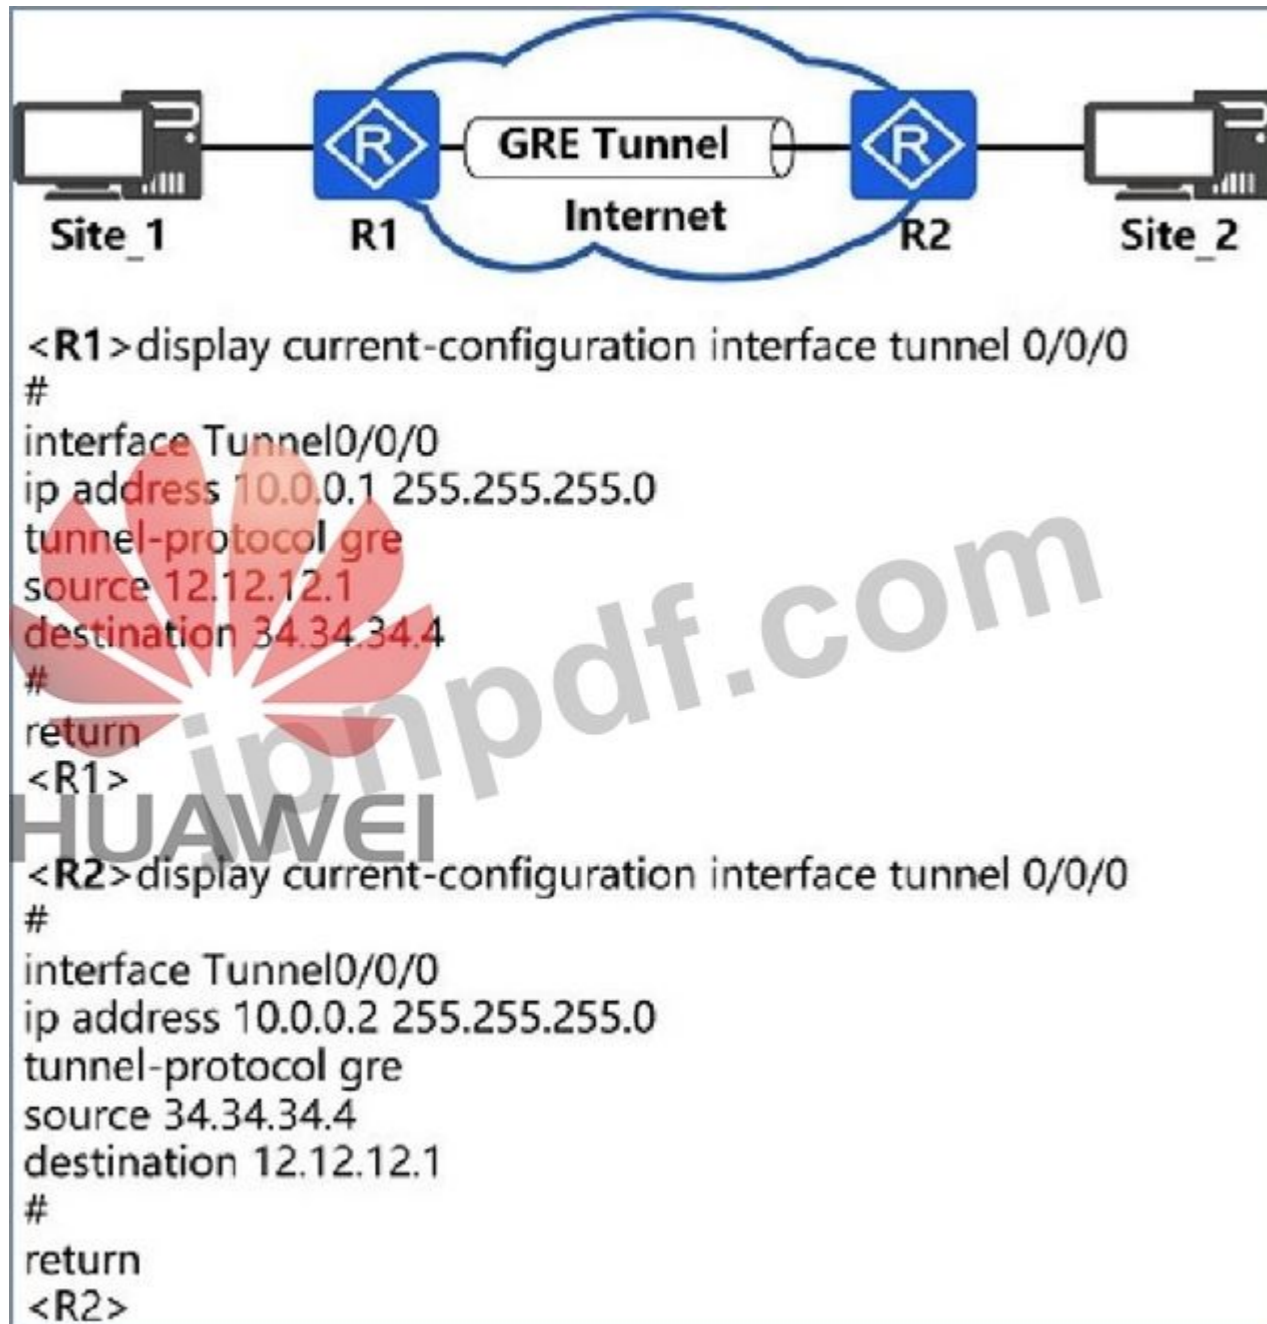 GRE Tunnel
Internet
Site_1
R1
R2
Site_2
<R1>display current-configuration interface tunnel 0/0/0
#
interface Tunnel0/0/0
ip address 10.0.0.1 255.255.255.0
tunnel-protocol gre
source 12.12.12.1
destination 34.34.34.4
#
return
<R1>
HUAWEI
jpnpdf.com
<R2>display current-configuration interface tunnel 0/0/0
#
interface Tunnel0/0/0
ip address 10.0.0.2 255.255.255.0
tunnel-protocol gre
source 34.34.34.4
destination 12.12.12.1
#
return
<R2>